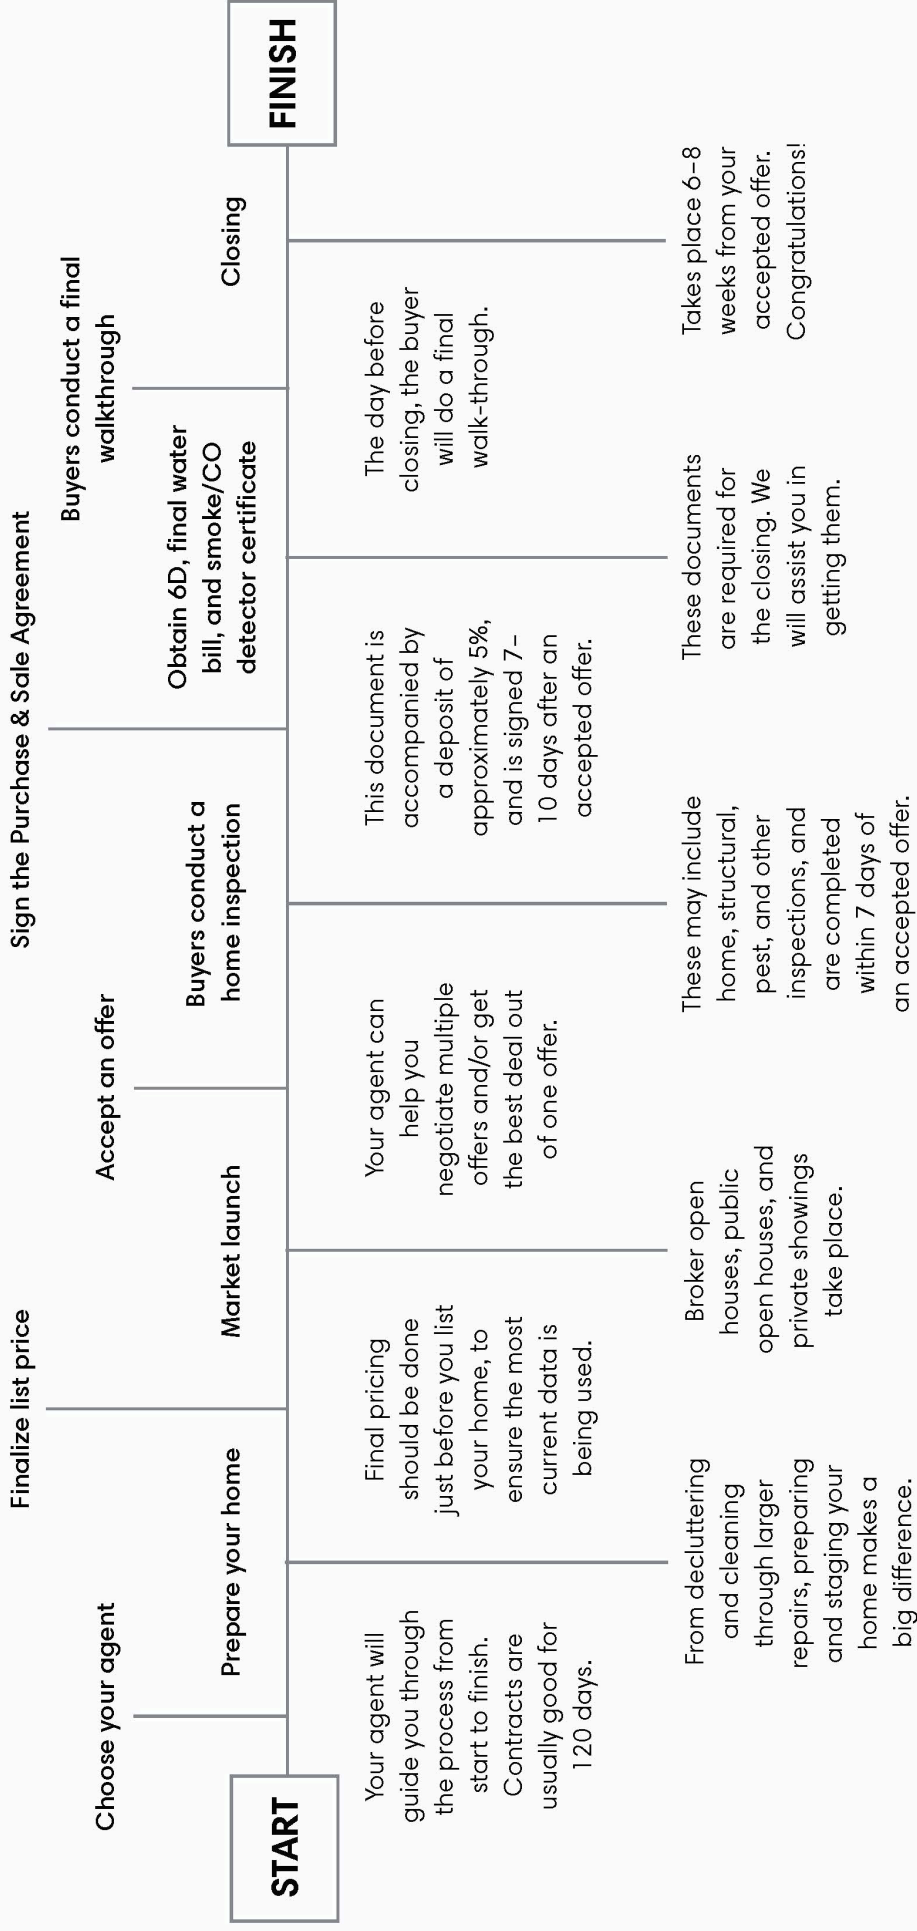 START
Choose your agent
Your agent will
guide you through
the process from
start to finish.
Contracts are
usually good for
120 days.
Prepare your home
From decluttering
and cleaning
through larger
repairs, preparing
and staging your
home makes a
big difference.
Finalize list price
Final pricing
should be done
just before you list
your home, to
ensure the most
current data is
being used.
Market launch
Broker open
houses, public
open houses, and
private showings
take place.
Accept an offer
Your agent can
help you
negotiate multiple
offers and/or get
the best deal out
of one offer.
Buyers conduct a
home inspection
These may include
home, structural,
pest, and other
inspections, and
are completed
within 7 days of
an accepted offer.
Sign the Purchase & Sale Agreement
This document is
accompanied by
a deposit of
approximately 5%,
and is signed 7-
10 days after an
accepted offer.
Obtain 6D, final water
bill, and smoke/CO
detector certificate
These documents
are required for
the closing. We
will assist you in
getting them.
Buyers conduct a final
walkthrough
The day before
closing, the buyer
will do a final
walk-through.
Closing
Takes place 6-8
weeks from your
accepted offer.
Congratulations!
FINISH